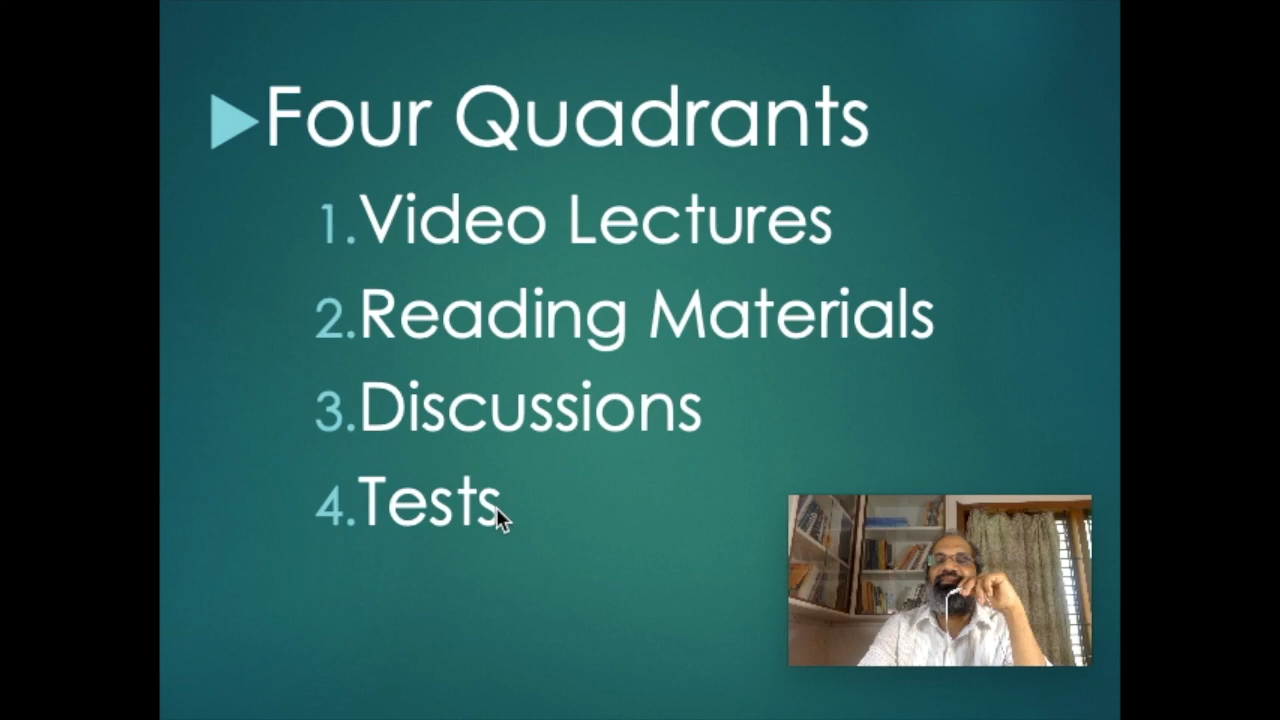 Four Quadrants
1. Video Lectures
2. Reading Materials
3. Discussions
4. Tests